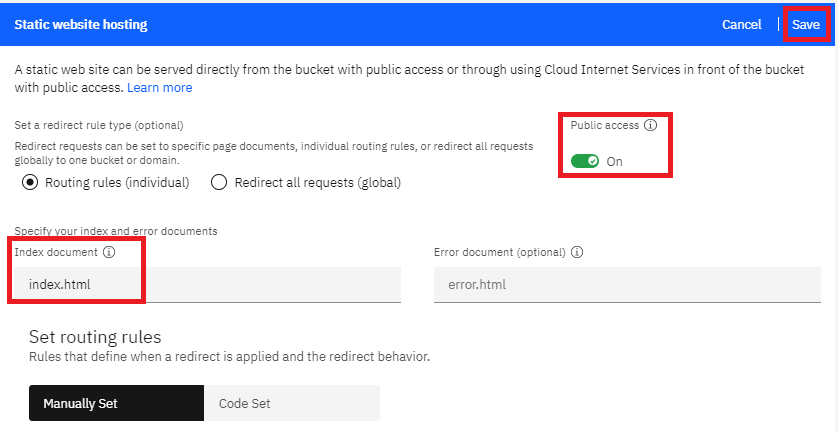 Static website hosting
Cancel
Save
A static web site can be served directly from the bucket with public access or through using Cloud Internet Services in front of the bucket
with public access. Learn more
Set a redirect rule type (optional)
Public access
Redirect requests can be set to specific page documents, individual routing rules, or redirect all requests
globally to one bucket or domain.
On
Routing rules (individual)
Redirect all requests (global)
Specify your index and error documents
Index document
Error document (optional)
index.html
error.html
Set routing rules
Rules that define when a redirect is applied and the redirect behavior.
Manually Set
Code Set